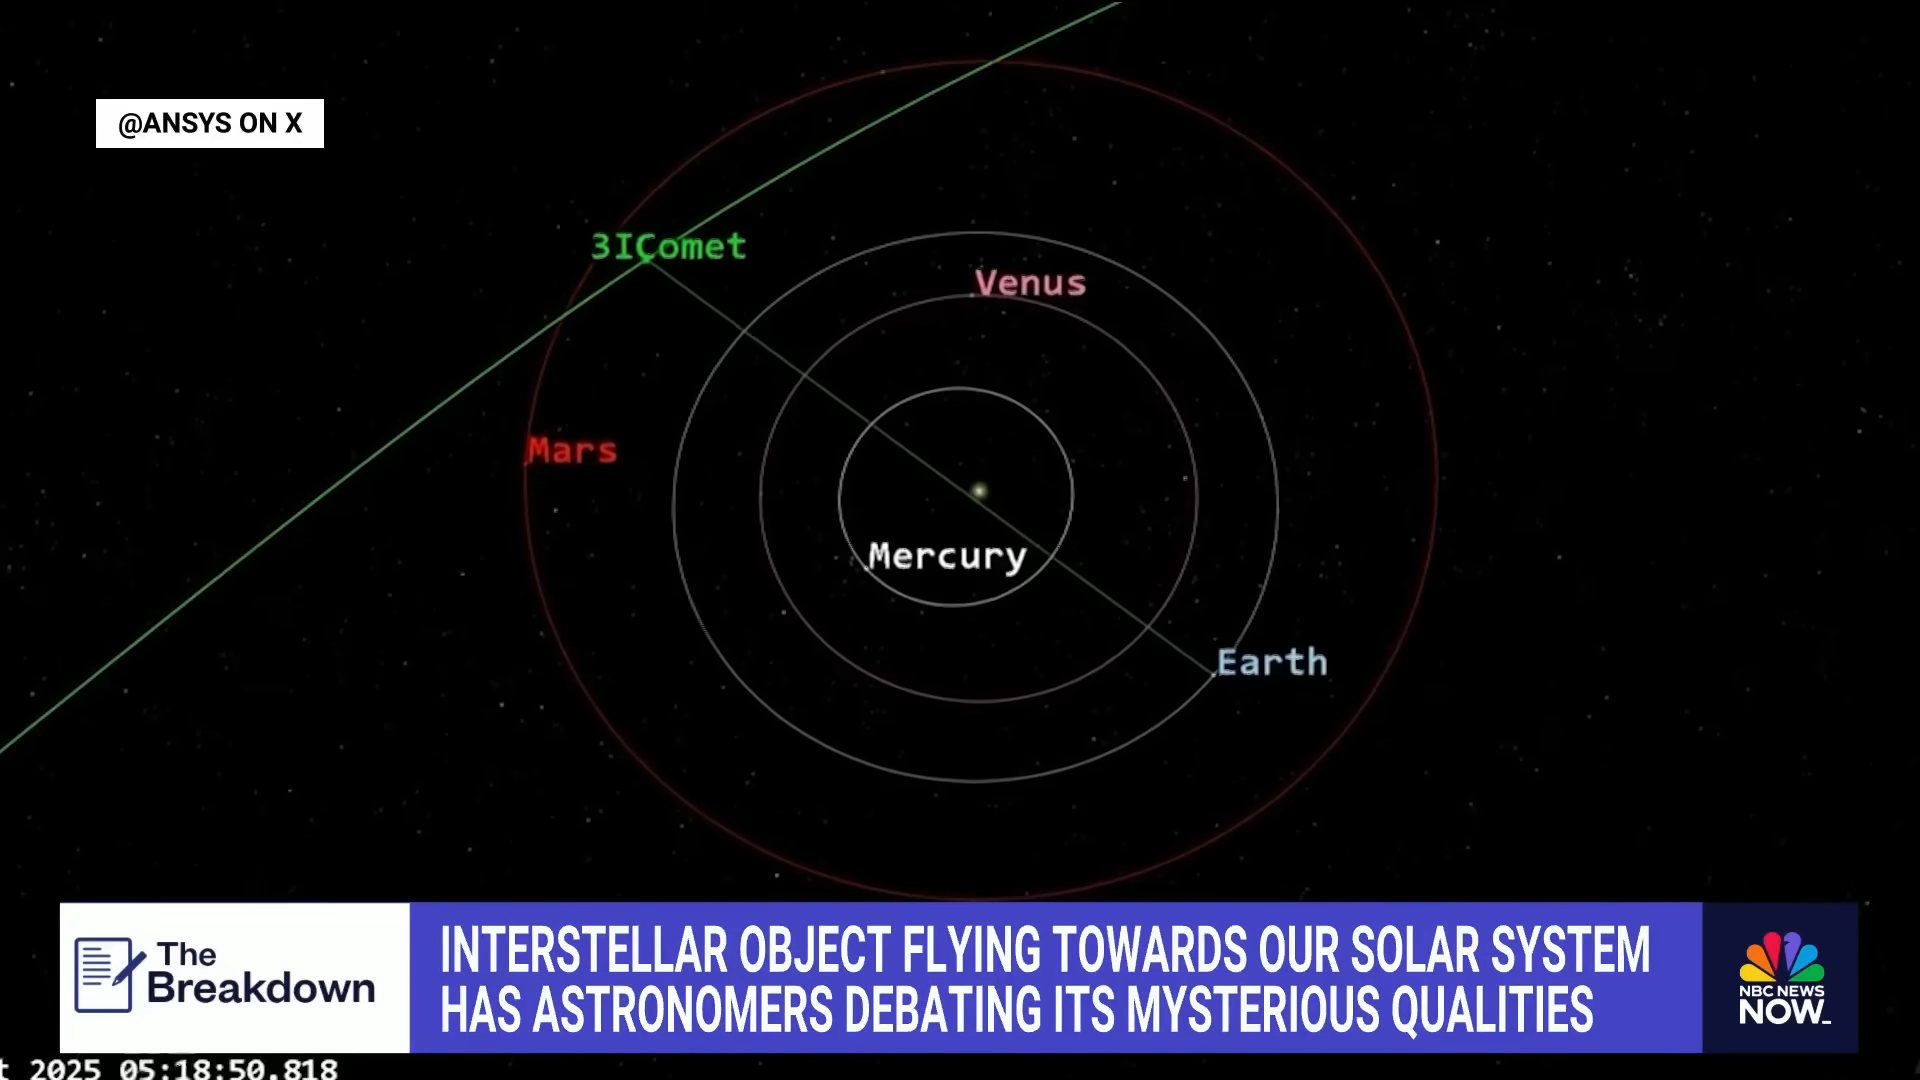 @ANSYS ON X
3IComet
Venus
Mars
Mercury
Earth
The
Breakdown
INTERSTELLAR OBJECT FLYING TOWARDS OUR SOLAR SYSTEM
HAS ASTRONOMERS DEBATING ITS MYSTERIOUS QUALITIES
NBC NEWS
NOW_
t 2025 05:18:50.818